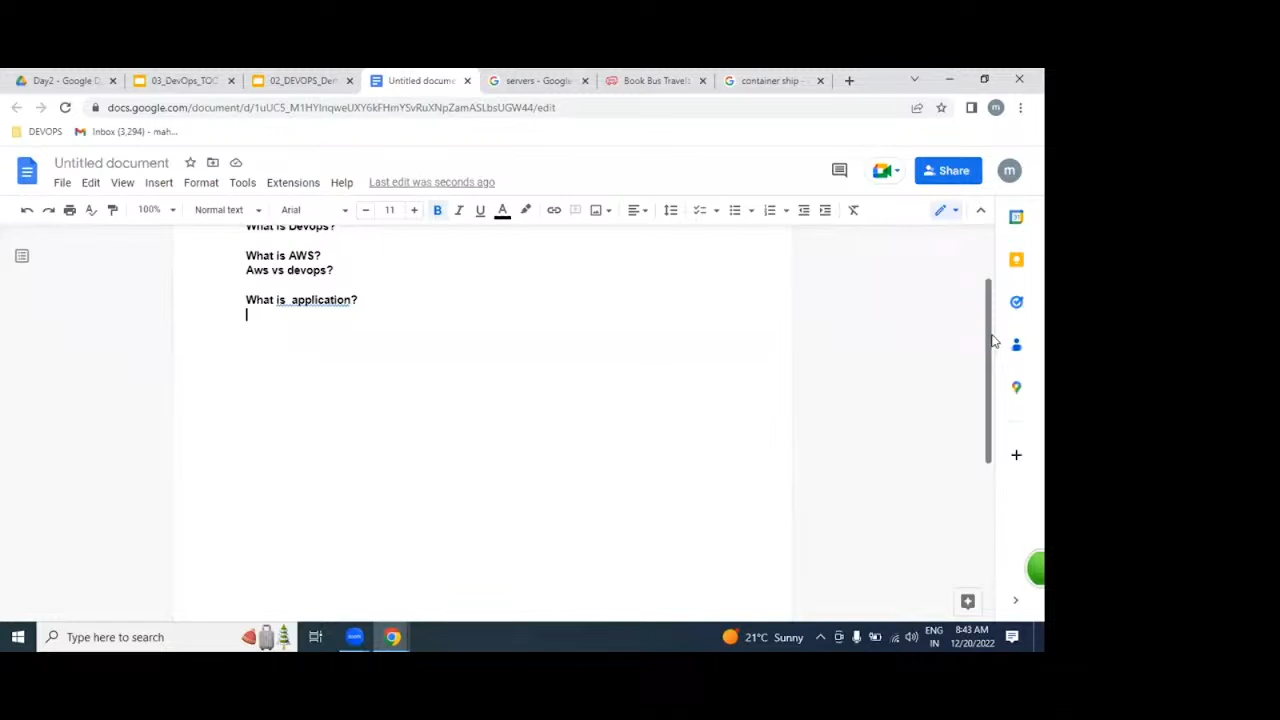 Day2 - Google D
03_DevOps_TOC
02_DEVOPS_Den
Untitled docume
servers - Google
Book Bus Travels
container ship -
docs.google.com/document/d/1uUC5_M1HYInqweUXY6kFHmYSvRuXNpZamASLbsUGW44/edit
DEVOPS
Inbox (3,294) - mah...
Untitled document
File Edit View Insert Format Tools Extensions Help Last edit was seconds ago
Share
m
100% Normal text Arial 11 B I U A
What is Devops?
What is AWS?
Aws vs devops?
What is application?
Type here to search
zoom
21°C Sunny
ENG
IN
8:43 AM
12/20/2022